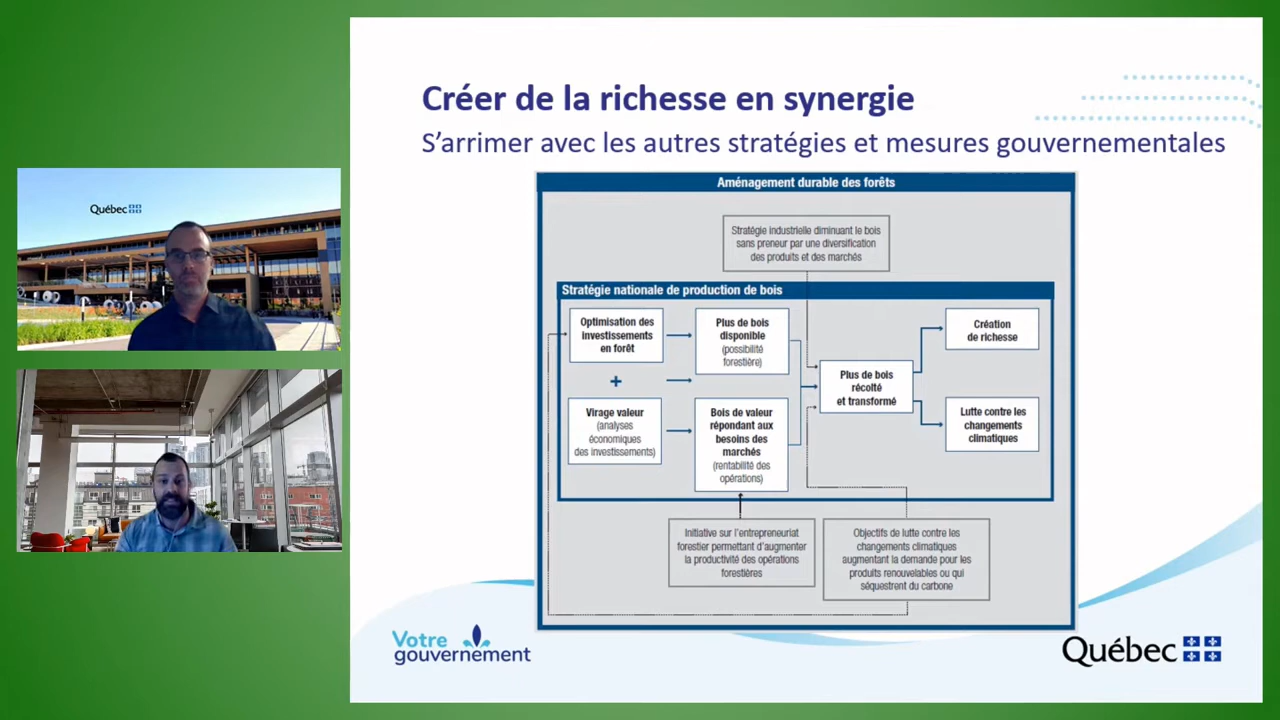 Créer de la richesse en synergie
S'arrimer avec les autres stratégies et mesures gouvernementales
Québec
Aménagement durable des forêts
Stratégie industrielle diminuant le bois
sans preneur par une diversification
des produits et des marchés
Stratégie nationale de production de bois
Optimisation des
investissements
en forêt
+
Virage valeur
(analyses
économiques
des investissements)
Plus de bois
disponible
(possibilité
forestière)
Bois de valeur
répondant aux
besoins des
marchés
(rentabilité des
opérations)
Plus de bois
récolté
et transformé
Création
de richesse
Lutte contre les
changements
climatiques
Initiative sur l'entrepreneuriat
forestier permettant d'augmenter
la productivité des opérations
forestières
Objectifs de lutte contre les
changements climatiques
augmentant la demande pour les
produits renouvelables ou qui
séquestrent du carbone
Votre
gouvernement
Québec